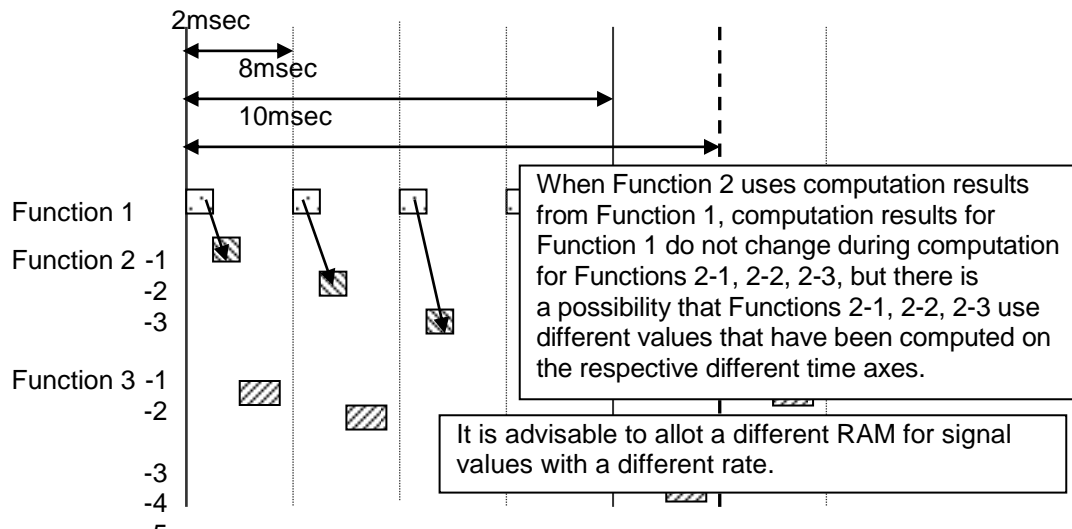 2msec
8msec
10msec
Function 1
Function 2 -1
-2
-3
Function 3 -1
-2
-3
-4
When Function 2 uses computation results
from Function 1, computation results for
Function 1 do not change during computation
for Functions 2-1, 2-2, 2-3, but there is
a possibility that Functions 2-1, 2-2, 2-3 use
different values that have been computed on
the respective different time axes.
It is advisable to allot a different RAM for signal
values with a different rate.